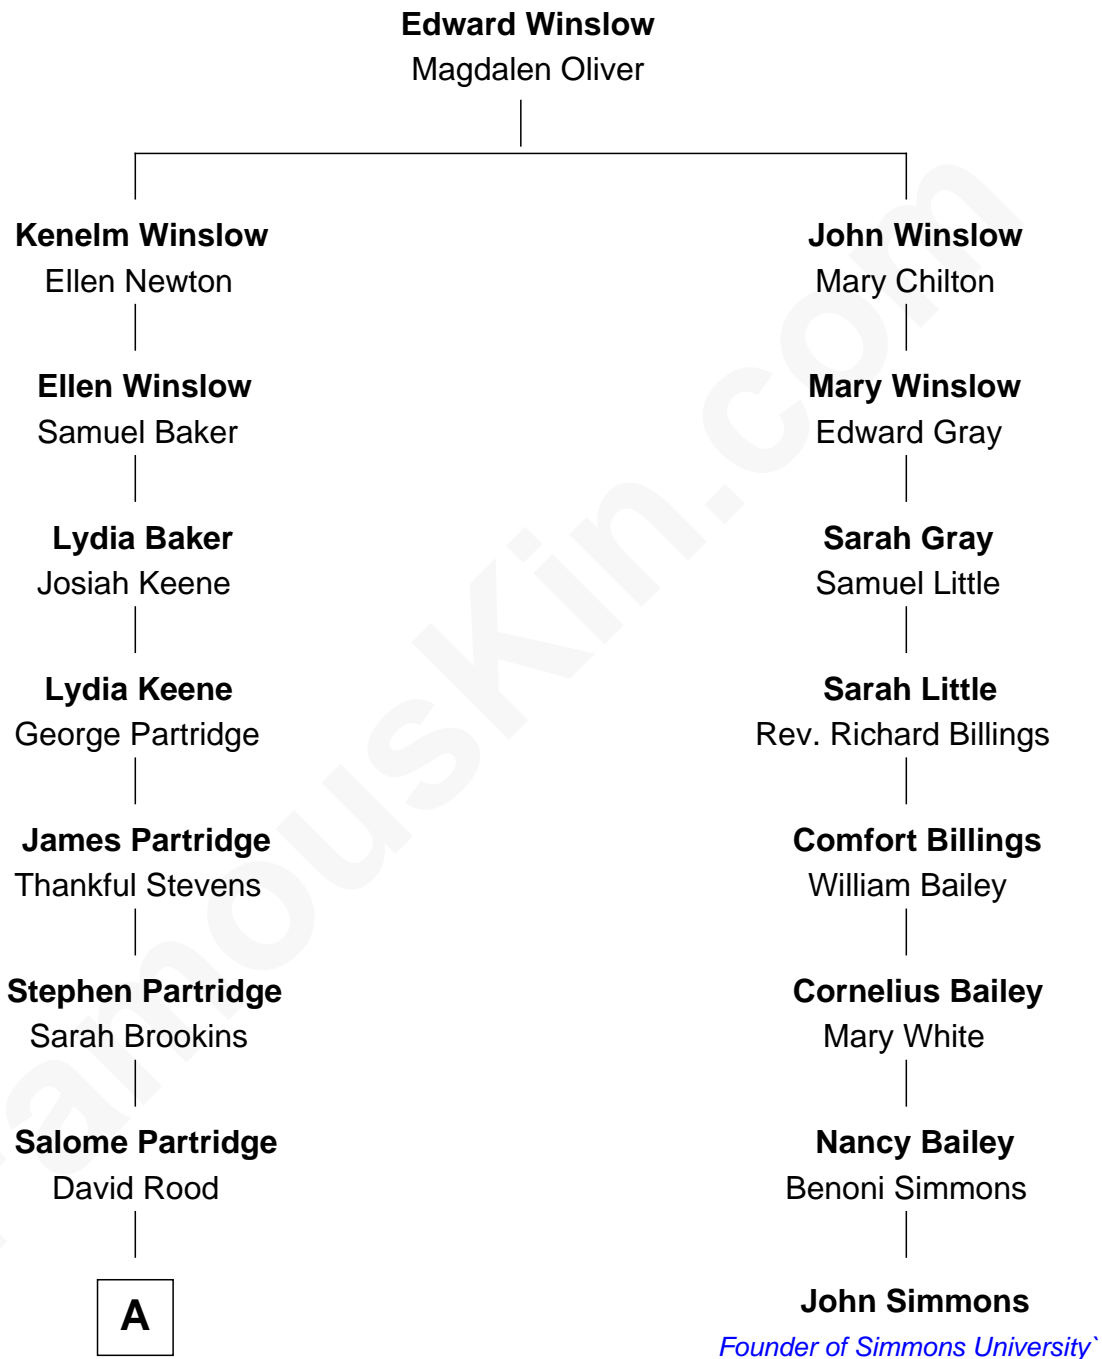 Edward Winslow
Magdalen Oliver
Kenelm Winslow
Ellen Newton
John Winslow
Mary Chilton
Ellen Winslow
Samuel Baker
Mary Winslow
Edward Gray
Lydia Baker
Josiah Keene
Sarah Gray
Samuel Little
Lydia Keene
George Partridge
Sarah Little
Rev. Richard Billings
James Partridge
Thankful Stevens
Comfort Billings
William Bailey
Stephen Partridge
Sarah Brookins
Cornelius Bailey
Mary White
Salome Partridge
David Rood
Nancy Bailey
Benoni Simmons
A
John Simmons
Founder of Simmons University`
FamousKin.com